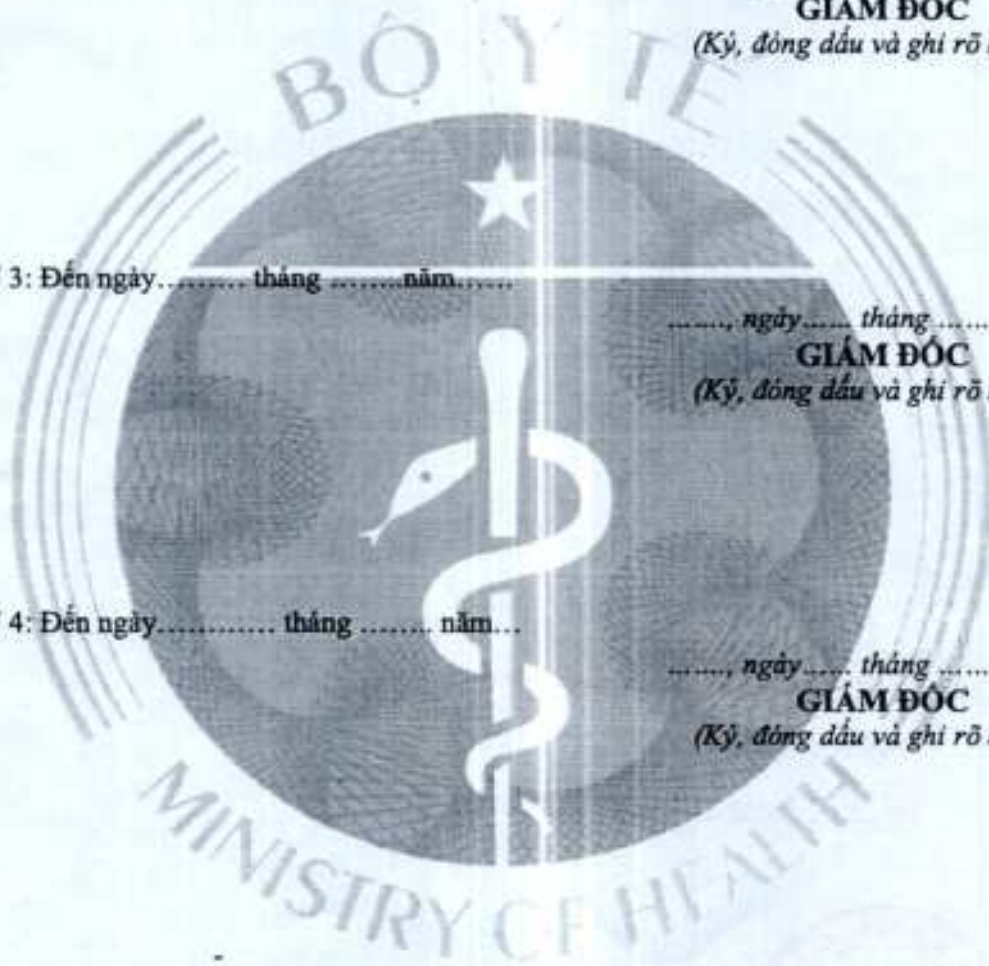 GIÁM ĐỐC
(Ký, đóng dấu và ghi rõ
BỘ Y TẾ
3: Đến ngày.......... tháng .........năm......
......., ngày...... tháng ......
GIÁM ĐỐC
(Ký, đóng dấu và ghi rõ
4: Đến ngày............ tháng ........ năm...
......., ngày...... tháng ......
GIÁM ĐỐC
(Ký, đóng dấu và ghi rõ
MINISTRY OF HEALTH